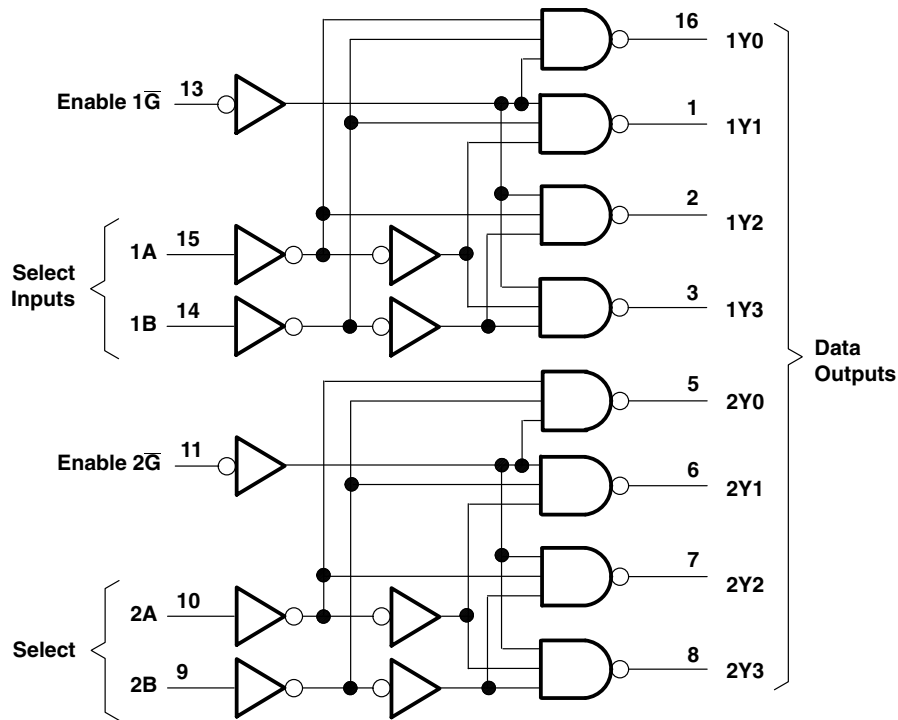 16
1Y0
Enable 1G̅ 13
1
1Y1
2
1Y2
Select
Inputs
1A 15
1B 14
3
1Y3
Data
Outputs
5
2Y0
Enable 2G̅ 11
6
2Y1
7
2Y2
Select
2A 10
2B 9
8
2Y3